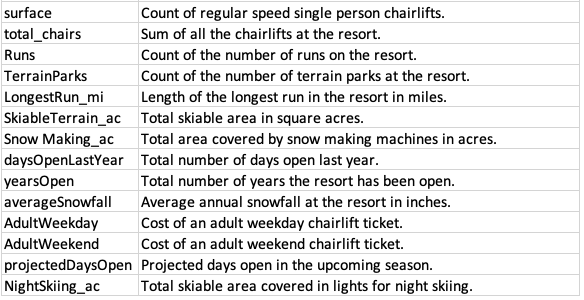 surface Count of regular speed single person chairlifts.
total_chairs Sum of all the chairlifts at the resort.
Runs Count of the number of runs on the resort.
TerrainParks Count of the number of terrain parks at the resort.
LongestRun_mi Length of the longest run in the resort in miles.
SkiableTerrain_ac Total skiable area in square acres.
Snow Making_ac Total area covered by snow making machines in acres.
daysOpenLastYear Total number of days open last year.
yearsOpen Total number of years the resort has been open.
averageSnowfall Average annual snowfall at the resort in inches.
AdultWeekday Cost of an adult weekday chairlift ticket.
AdultWeekend Cost of an adult weekend chairlift ticket.
projectedDaysOpen Projected days open in the upcoming season.
NightSkiing_ac Total skiable area covered in lights for night skiing.